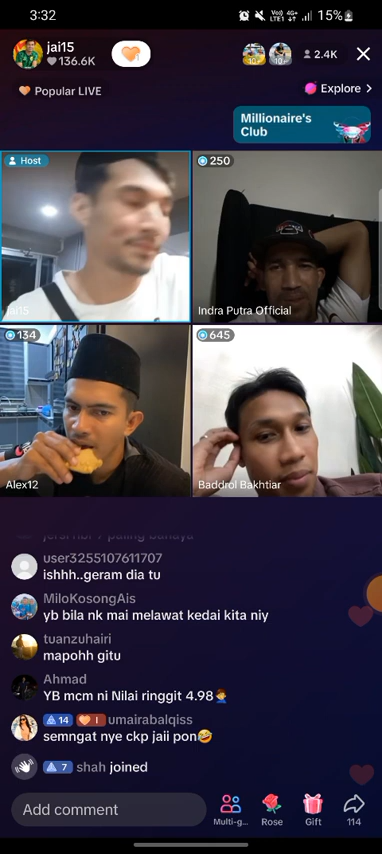 3:32
Vo)) 4G+
LTE1
15%
jai15
136.6K
2.4K
Popular LIVE
Explore
Millionaire's
Club
Host
250
jai15
Indra Putra Official
134
645
Alex12
Baddrol Bakhtiar
user3255107611707
ishhh..geram dia tu
MiloKosongAis
yb bila nk mai melawat kedai kita niy
tuanzuhairi
mapohh gitu
Ahmad
YB mcm ni Nilai ringgit 4.98🤦
14 I umairabalqiss
semngat nye ckp jaii pon🤣
7 shah joined
Add comment
Multi-g...
Rose
Gift
114